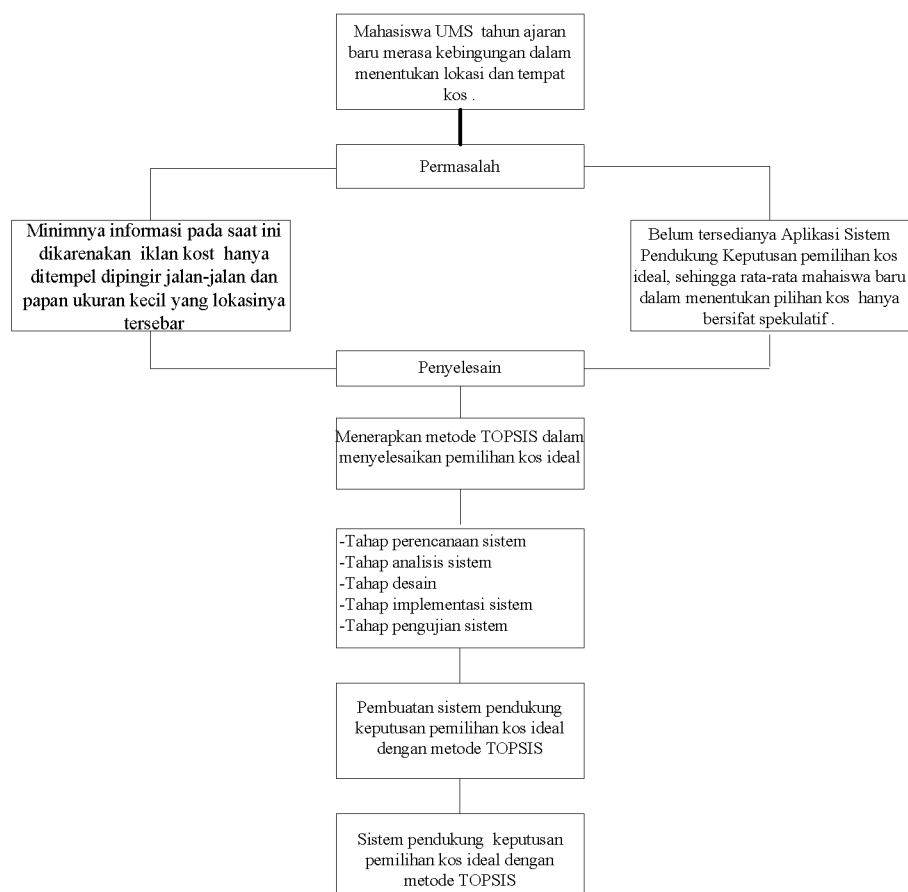 Mahasiswa UMS tahun ajaran
baru merasa kebingungan dalam
menentukan lokasi dan tempat
kos .
Permasalah
Minimnya informasi pada saat ini
dikarenakan iklan kost hanya
ditempel dipingir jalan-jalan dan
papan ukuran kecil yang lokasinya
tersebar
Belum tersedianya Aplikasi Sistem
Pendukung Keputusan pemilihan kos
ideal, sehingga rata-rata mahaiswa baru
dalam menentukan pilihan kos hanya
bersifat spekulatif .
Penyelesain
Menerapkan metode TOPSIS dalam
menyelesaikan pemilihan kos ideal
-Tahap perencanaan sistem
-Tahap analisis sistem
-Tahap desain
-Tahap implementasi sistem
-Tahap pengujian sistem
Pembuatan sistem pendukung
keputusan pemilihan kos ideal
dengan metode TOPSIS
Sistem pendukung keputusan
pemilihan kos ideal dengan
metode TOPSIS